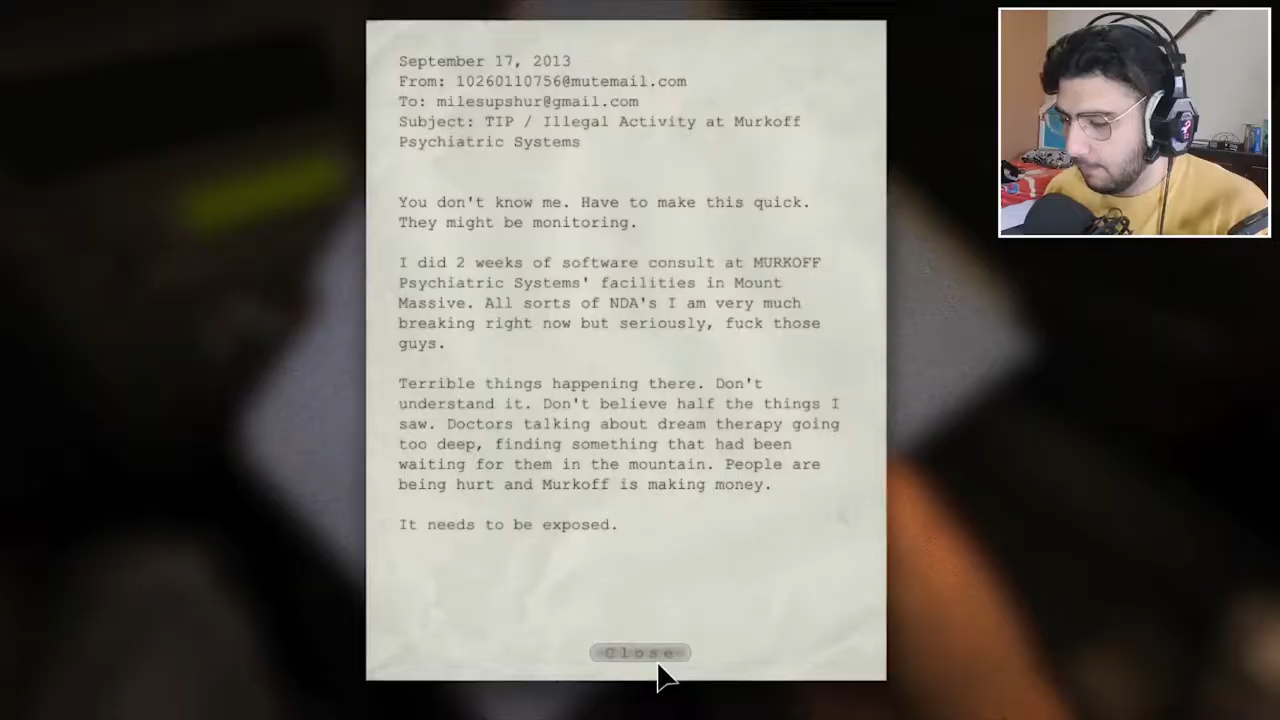 September 17, 2013
From: 10260110756@mutemail.com
To: milesupshur@gmail.com
Subject: TIP / Illegal Activity at Murkoff
Psychiatric Systems
You don't know me. Have to make this quick.
They might be monitoring.
I did 2 weeks of software consult at MURKOFF
Psychiatric Systems' facilities in Mount
Massive. All sorts of NDA's I am very much
breaking right now but seriously, fuck those
guys.
Terrible things happening there. Don't
understand it. Don't believe half the things I
saw. Doctors talking about dream therapy going
too deep, finding something that had been
waiting for them in the mountain. People are
being hurt and Murkoff is making money.
It needs to be exposed.
Close